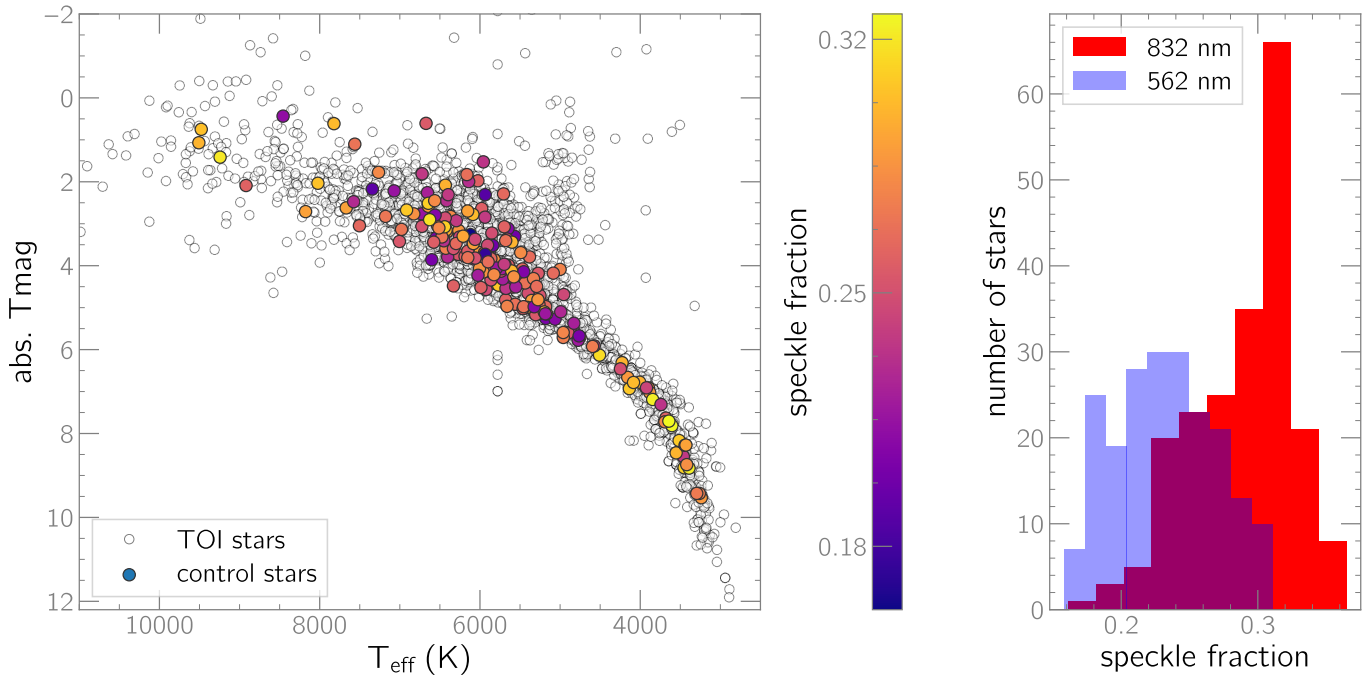 −2
0
2
4
6
8
10
12
abs. Tmag
10000
8000
6000
4000
T_eff (K)
TOI stars
control stars
0.32
0.25
0.18
speckle fraction
832 nm
562 nm
60
50
40
30
20
10
0
number of stars
0.2
0.3
speckle fraction